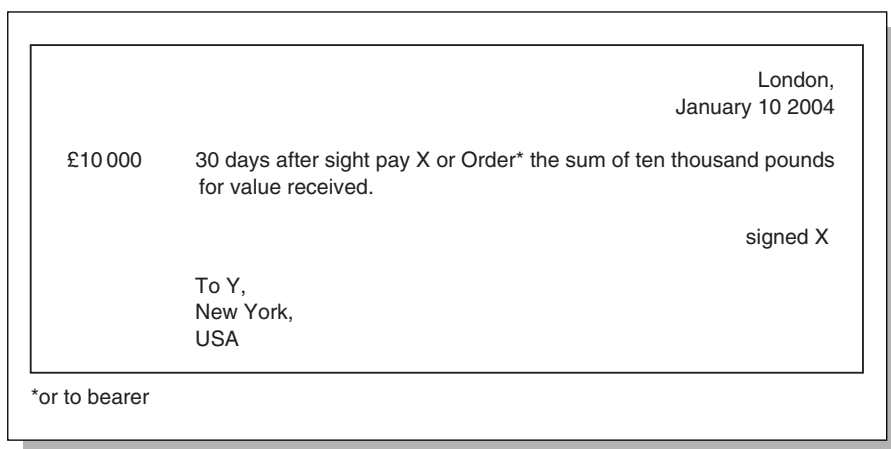 London,
January 10 2004
£10 000 30 days after sight pay X or Order* the sum of ten thousand pounds
for value received.
signed X
To Y,
New York,
USA
*or to bearer